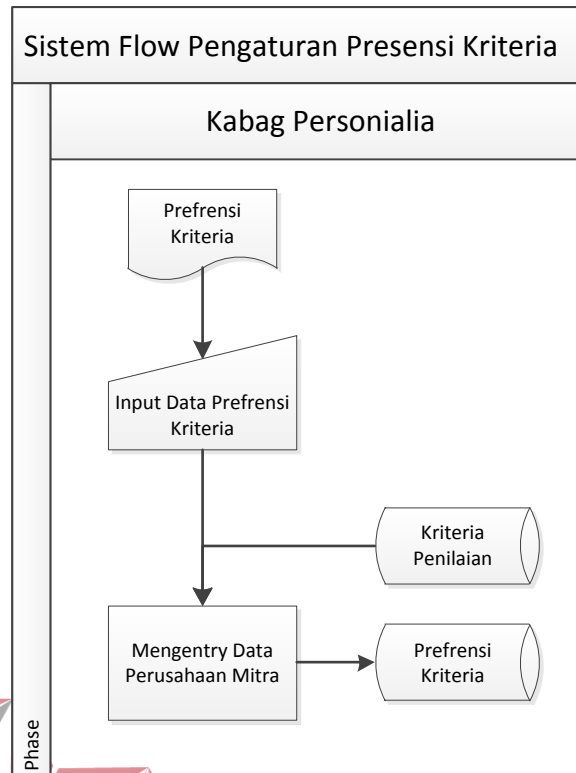 Sistem Flow Pengaturan Presensi Kriteria
Kabag Personialia
Prefrensi
Kriteria
Input Data Prefrensi
Kriteria
Kriteria
Penilaian
Mengentry Data
Perusahaan Mitra
Prefrensi
Kriteria
Phase